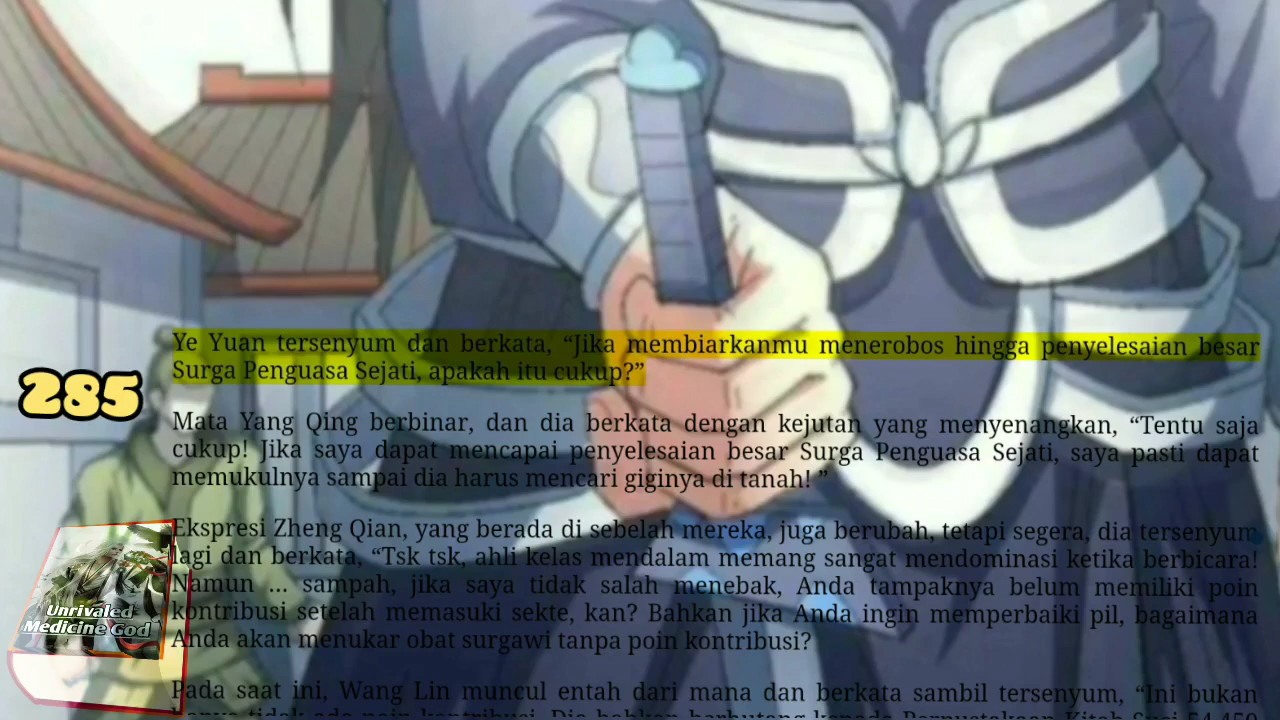 Ye Yuan tersenyum dan berkata, “Jika membiarkanmu menerobos hingga penyelesaian besar
Surga Penguasa Sejati, apakah itu cukup?”
285
Mata Yang Qing berbinar, dan dia berkata dengan kejutan yang menyenangkan, “Tentu saja
cukup! Jika saya dapat mencapai penyelesaian besar Surga Penguasa Sejati, saya pasti dapat
memukulnya sampai dia harus mencari giginya di tanah! ”
Ekspresi Zheng Qian, yang berada di sebelah mereka, juga berubah, tetapi segera, dia tersenyum
lagi dan berkata, “Tsk tsk, ahli kelas mendalam memang sangat mendominasi ketika berbicara!
Namun ... sampah, jika saya tidak salah menebak, Anda tampaknya belum memiliki poin
kontribusi setelah memasuki sekte, kan? Bahkan jika Anda ingin memperbaiki pil, bagaimana
Anda akan menukar obat surgawi tanpa poin kontribusi?
Unrivaled
Medicine God
Pada saat ini, Wang Lin muncul entah dari mana dan berkata sambil tersenyum, “Ini bukan